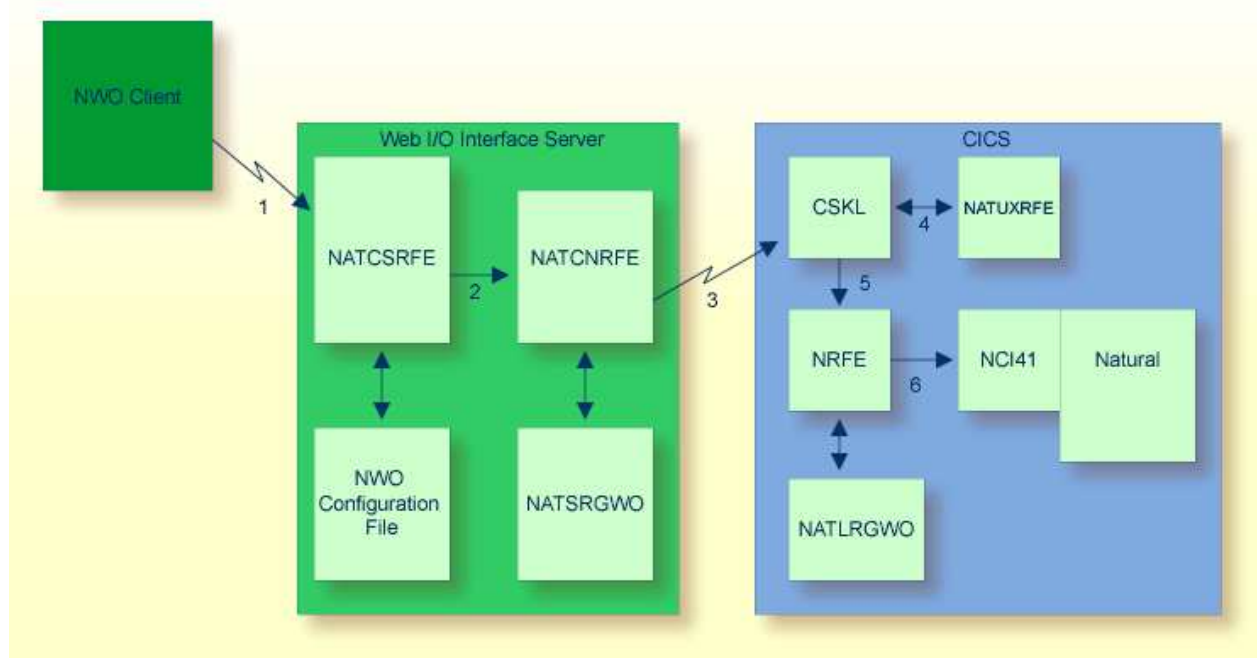 NWO Client
Web I/O Interface Server
CICS
1
NATCSRFE
2
NATCNRFE
3
CSKL
4
NATUXRFE
5
NRFE
6
NCI41
Natural
NWO
Configuration
File
NATSRGWO
NATLRGWO